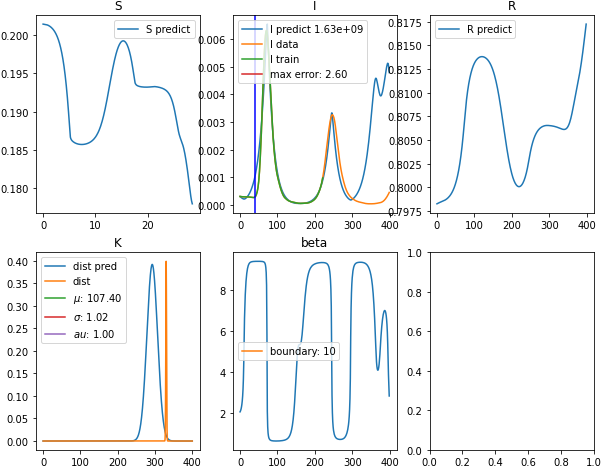 S
I
R
S predict
I predict 1.63e+09
I data
I train
max error: 2.60
R predict
0.200
0.195
0.190
0.185
0.180
0 10 20
0.006
0.005
0.004
0.003
0.002
0.001
0.000
0 100 200 300 400
0.8175
0.8150
0.8125
0.8100
0.8075
0.8050
0.8025
0.8000
0.7975
0 100 200 300 400
K
beta
dist pred
dist
μ: 107.40
σ: 1.02
au: 1.00
boundary: 10
0.40
0.35
0.30
0.25
0.20
0.15
0.10
0.05
0.00
0 100 200 300 400
8
6
4
2
0 100 200 300 400
1.0
0.8
0.6
0.4
0.2
0.0
0.0 0.2 0.4 0.6 0.8 1.0